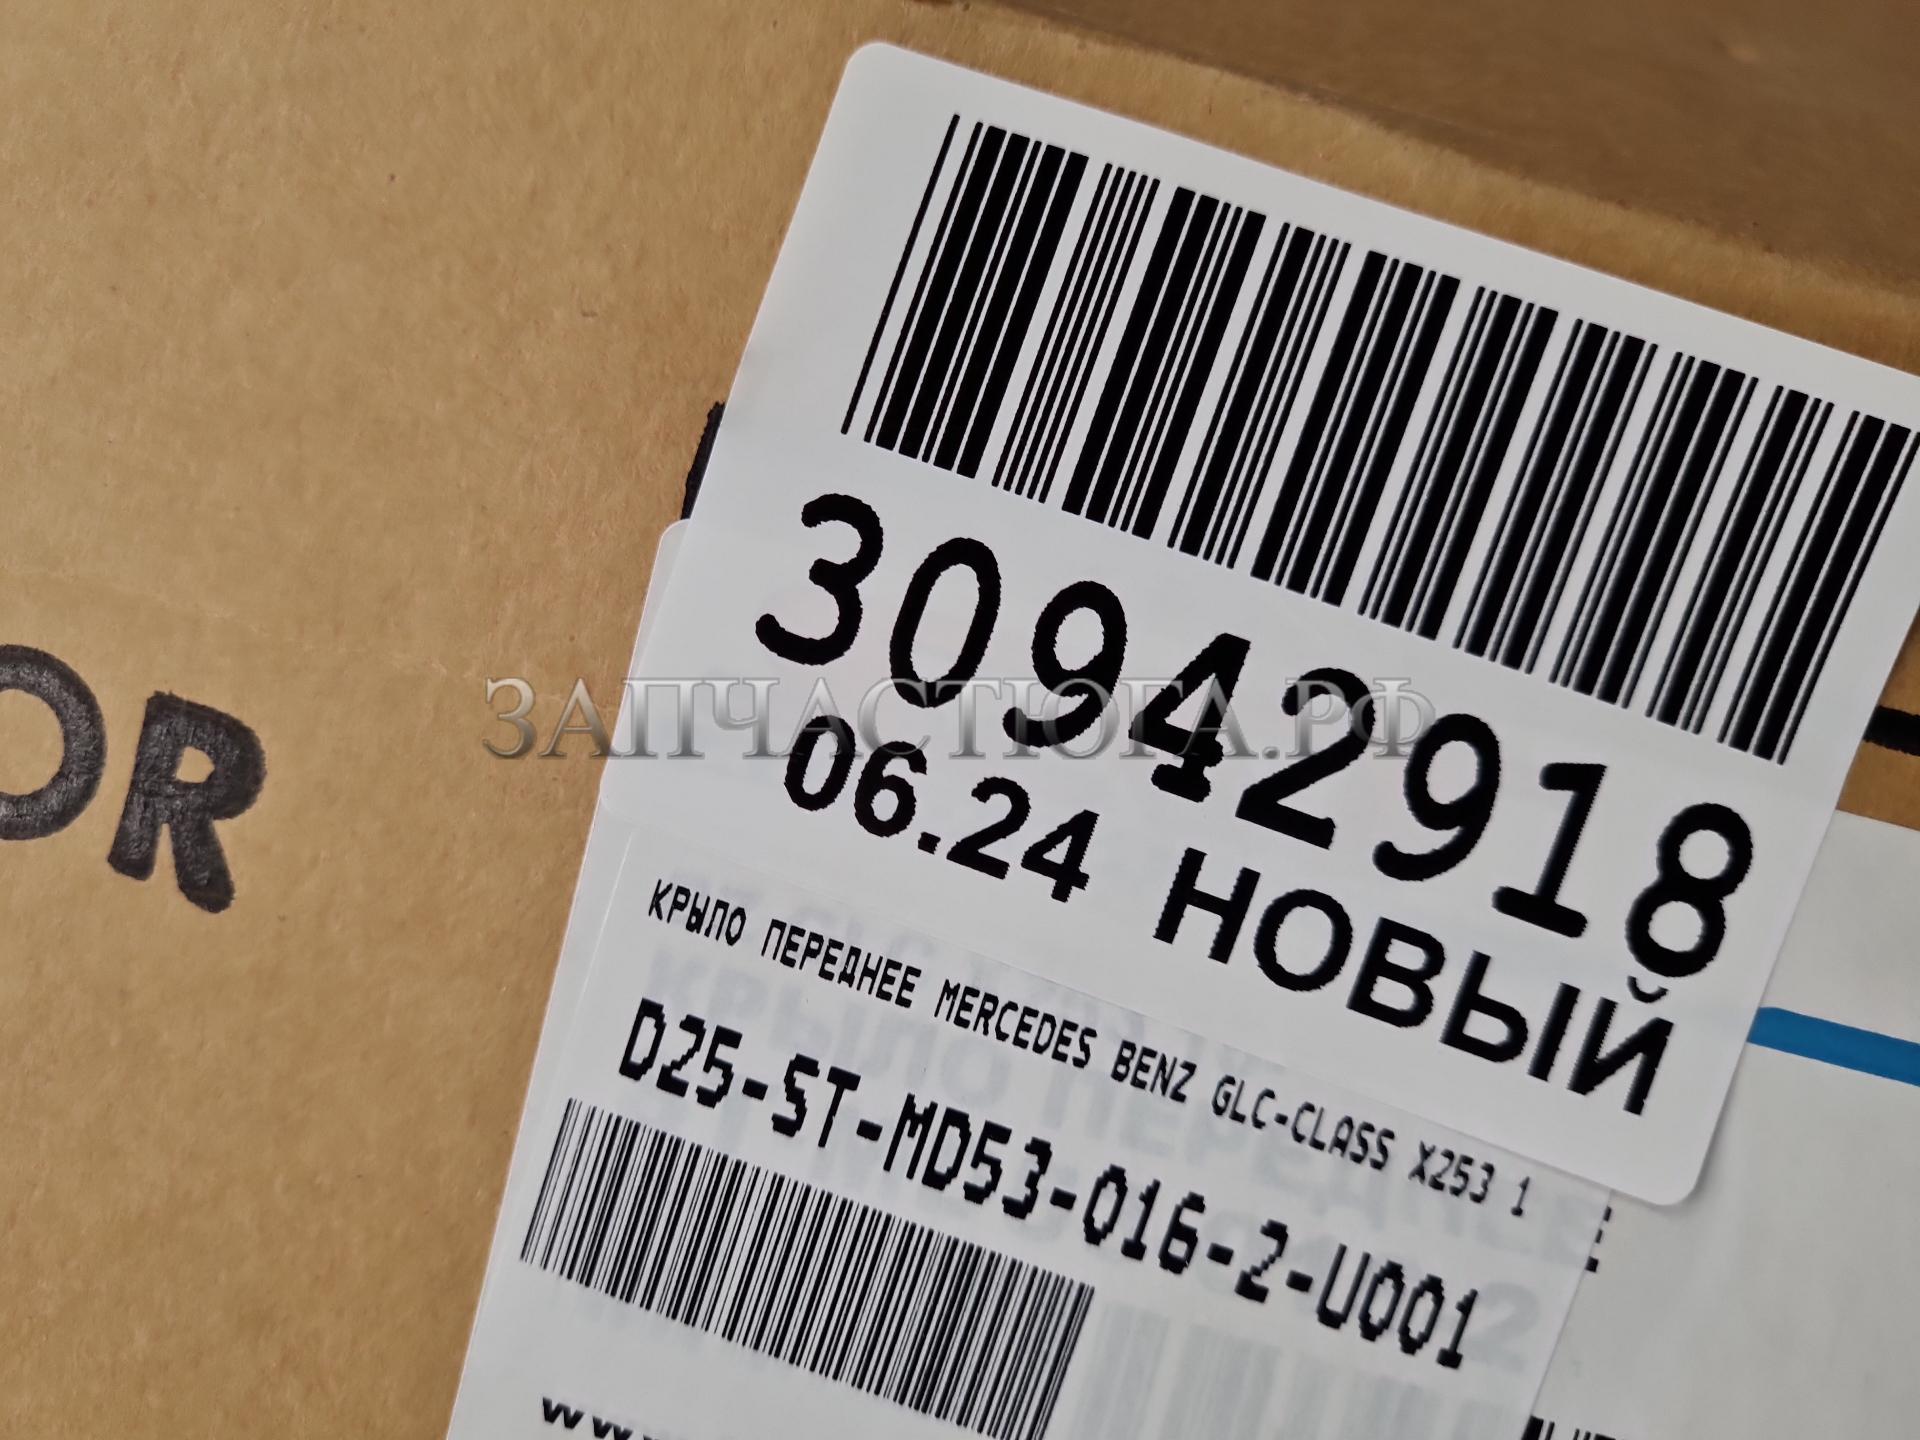 30942918
06.24 НОВЫЙ
ЗАПЧАСТЮГА.РФ
OR
КРЫЛО ПЕРЕДНЕЕ MERCEDES BENZ GLC-CLASS X253 1
D25-ST-MD53-016-2-U001
www